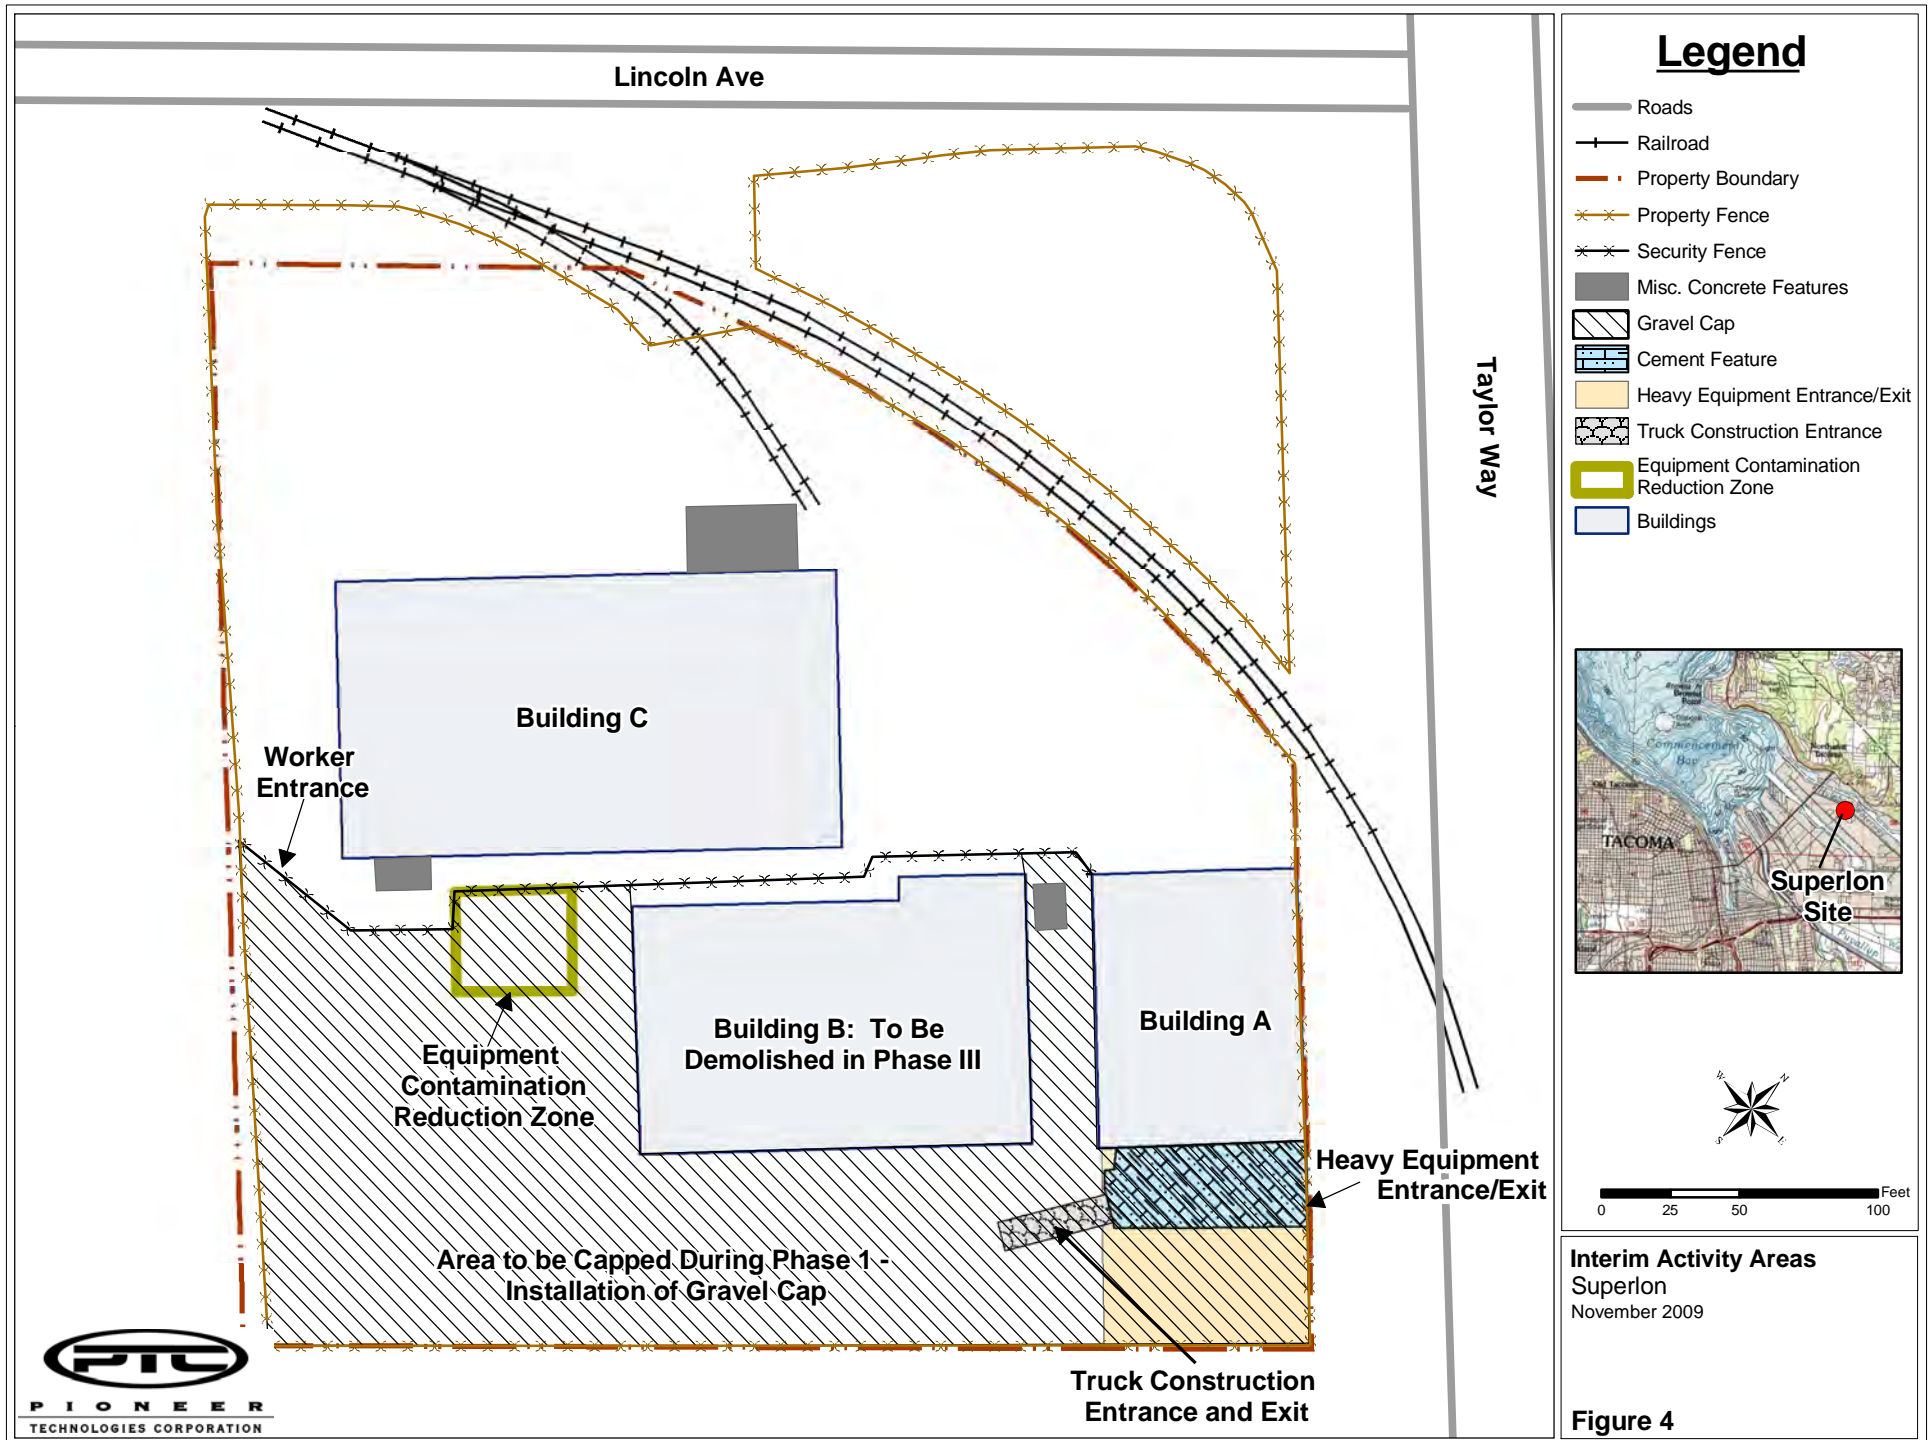 Lincoln Ave
Taylor Way
Building C
Worker
Entrance
Building B:  To Be
Demolished in Phase III
Building A
Equipment
Contamination
Reduction Zone
Heavy Equipment
Entrance/Exit
Area to be Capped During Phase 1 -
Installation of Gravel Cap
Truck Construction
Entrance and Exit
PTC
PIONEER
TECHNOLOGIES CORPORATION
Legend
Roads
Railroad
Property Boundary
Property Fence
Security Fence
Misc. Concrete Features
Gravel Cap
Cement Feature
Heavy Equipment Entrance/Exit
Truck Construction Entrance
Equipment Contamination
Reduction Zone
Buildings
Commencement
Bay
TACOMA
Superlon
Site
Puyallup
W
N
S
E
Feet
0
25
50
100
Interim Activity Areas
Superlon
November 2009
Figure 4